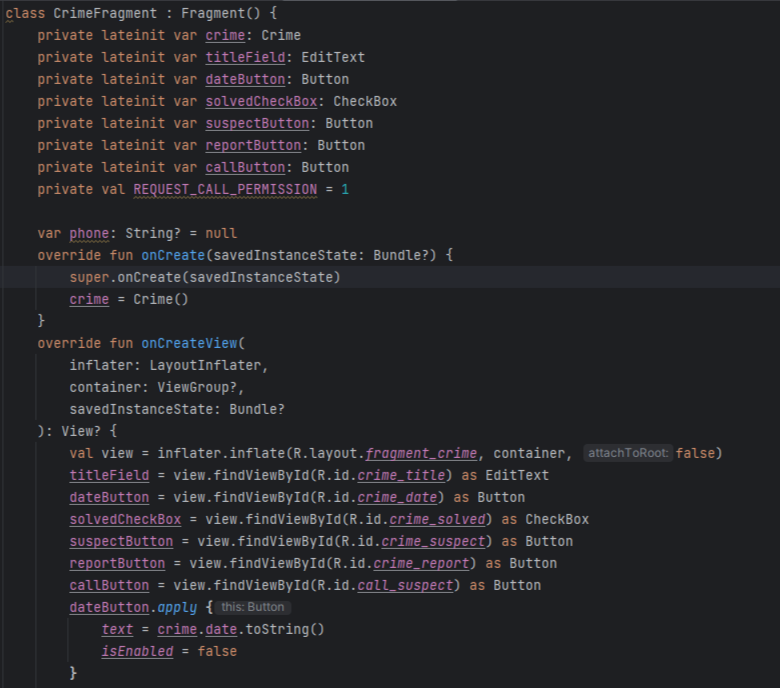 class CrimeFragment : Fragment() {
    private lateinit var crime: Crime
    private lateinit var titleField: EditText
    private lateinit var dateButton: Button
    private lateinit var solvedCheckBox: CheckBox
    private lateinit var suspectButton: Button
    private lateinit var reportButton: Button
    private lateinit var callButton: Button
    private val REQUEST_CALL_PERMISSION = 1

    var phone: String? = null
    override fun onCreate(savedInstanceState: Bundle?) {
        super.onCreate(savedInstanceState)
        crime = Crime()
    }
    override fun onCreateView(
        inflater: LayoutInflater,
        container: ViewGroup?,
        savedInstanceState: Bundle?
    ): View? {
        val view = inflater.inflate(R.layout.fragment_crime, container, attachToRoot: false)
        titleField = view.findViewById(R.id.crime_title) as EditText
        dateButton = view.findViewById(R.id.crime_date) as Button
        solvedCheckBox = view.findViewById(R.id.crime_solved) as CheckBox
        suspectButton = view.findViewById(R.id.crime_suspect) as Button
        reportButton = view.findViewById(R.id.crime_report) as Button
        callButton = view.findViewById(R.id.call_suspect) as Button
        dateButton.apply { this: Button
            text = crime.date.toString()
            isEnabled = false
        }